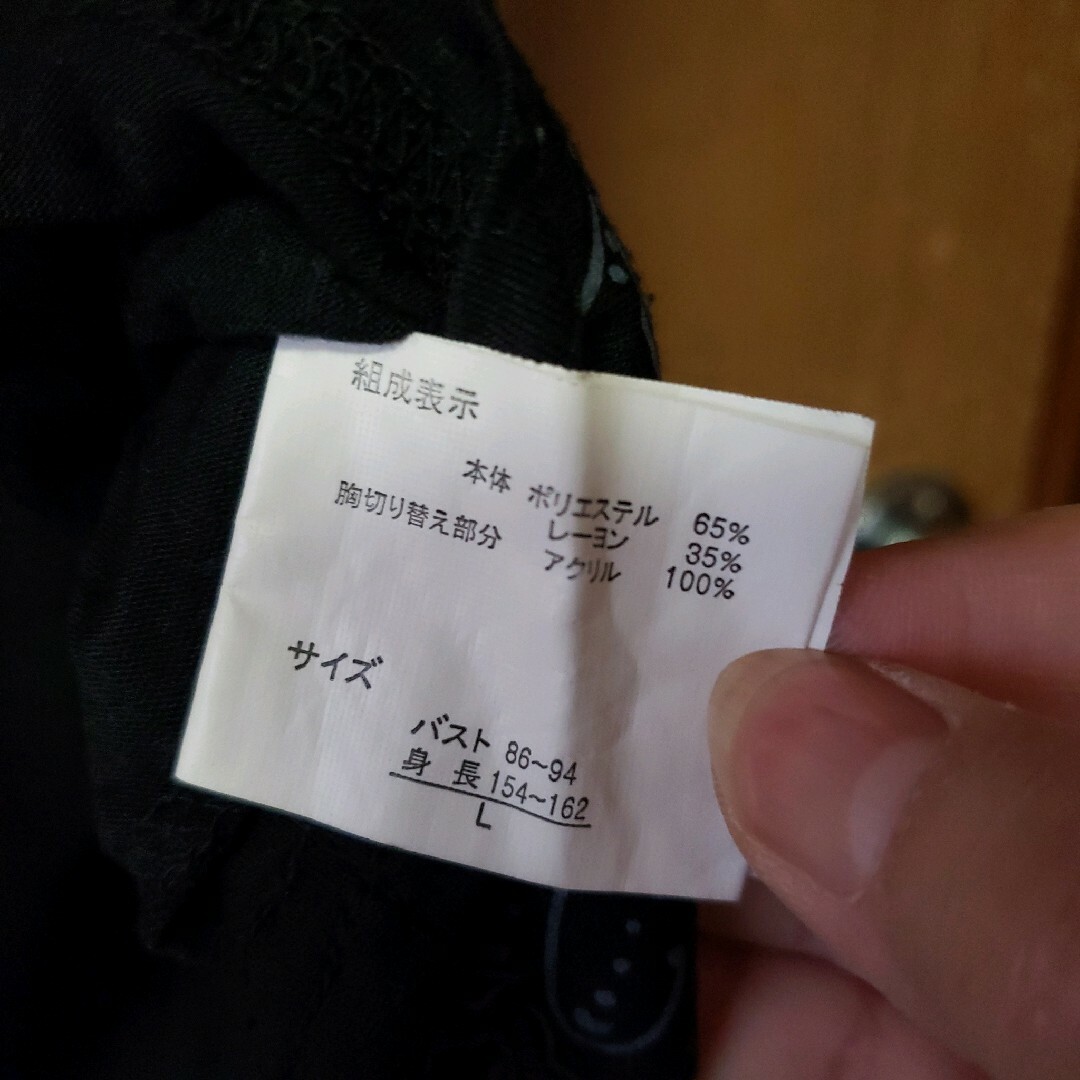 組成表示
本体 ポリエステル 65%
レーヨン 35%
胸切り替え部分 アクリル 100%
サイズ
バスト 86~94
身 長 154~162
L